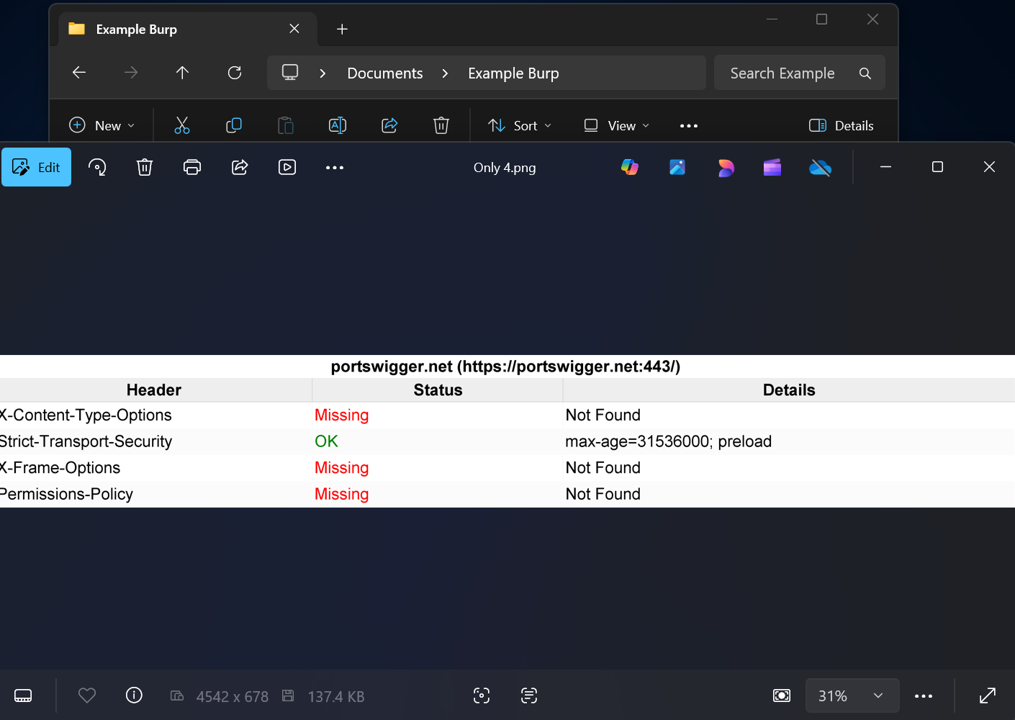 Example Burp
Documents > Example Burp
Search Example
New
Sort
View
Details
Edit
Only 4.png
portswigger.net (https://portswigger.net:443/)
Header Status Details
X-Content-Type-Options Missing Not Found
Strict-Transport-Security OK max-age=31536000; preload
X-Frame-Options Missing Not Found
Permissions-Policy Missing Not Found
4542 x 678 137.4 KB 31%